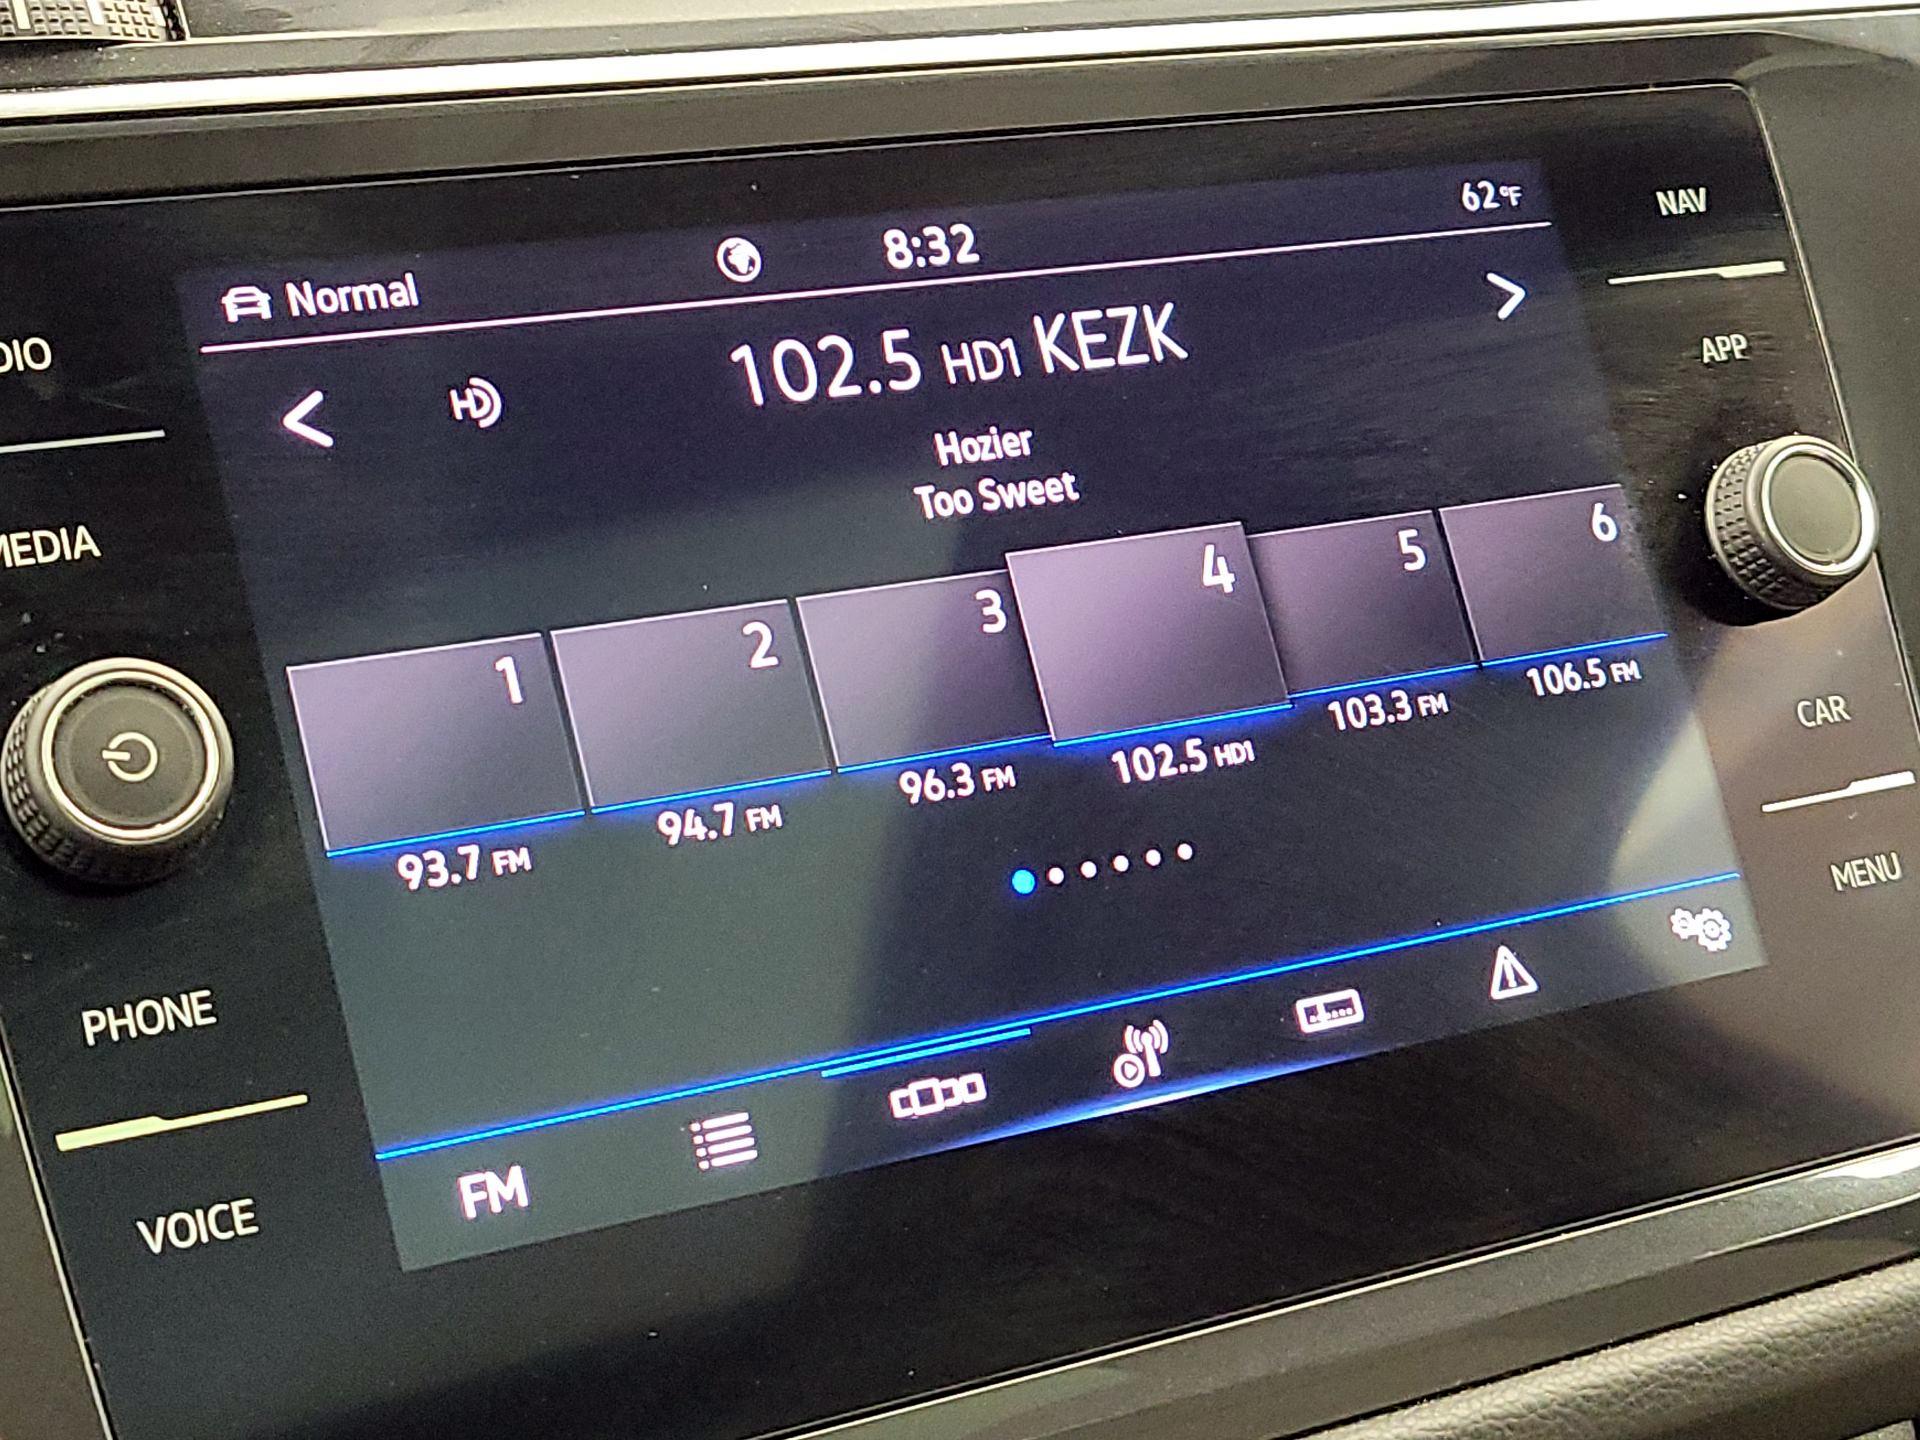 62°F
Normal
8:32
NAV
102.5 HD1 KEZK
DIO
HD
APP
Hozier
Too Sweet
MEDIA
1 2 3 4 5 6
93.7 FM 94.7 FM 96.3 FM 102.5 HD1 103.3 FM 106.5 FM
CAR
MENU
PHONE
FM
VOICE